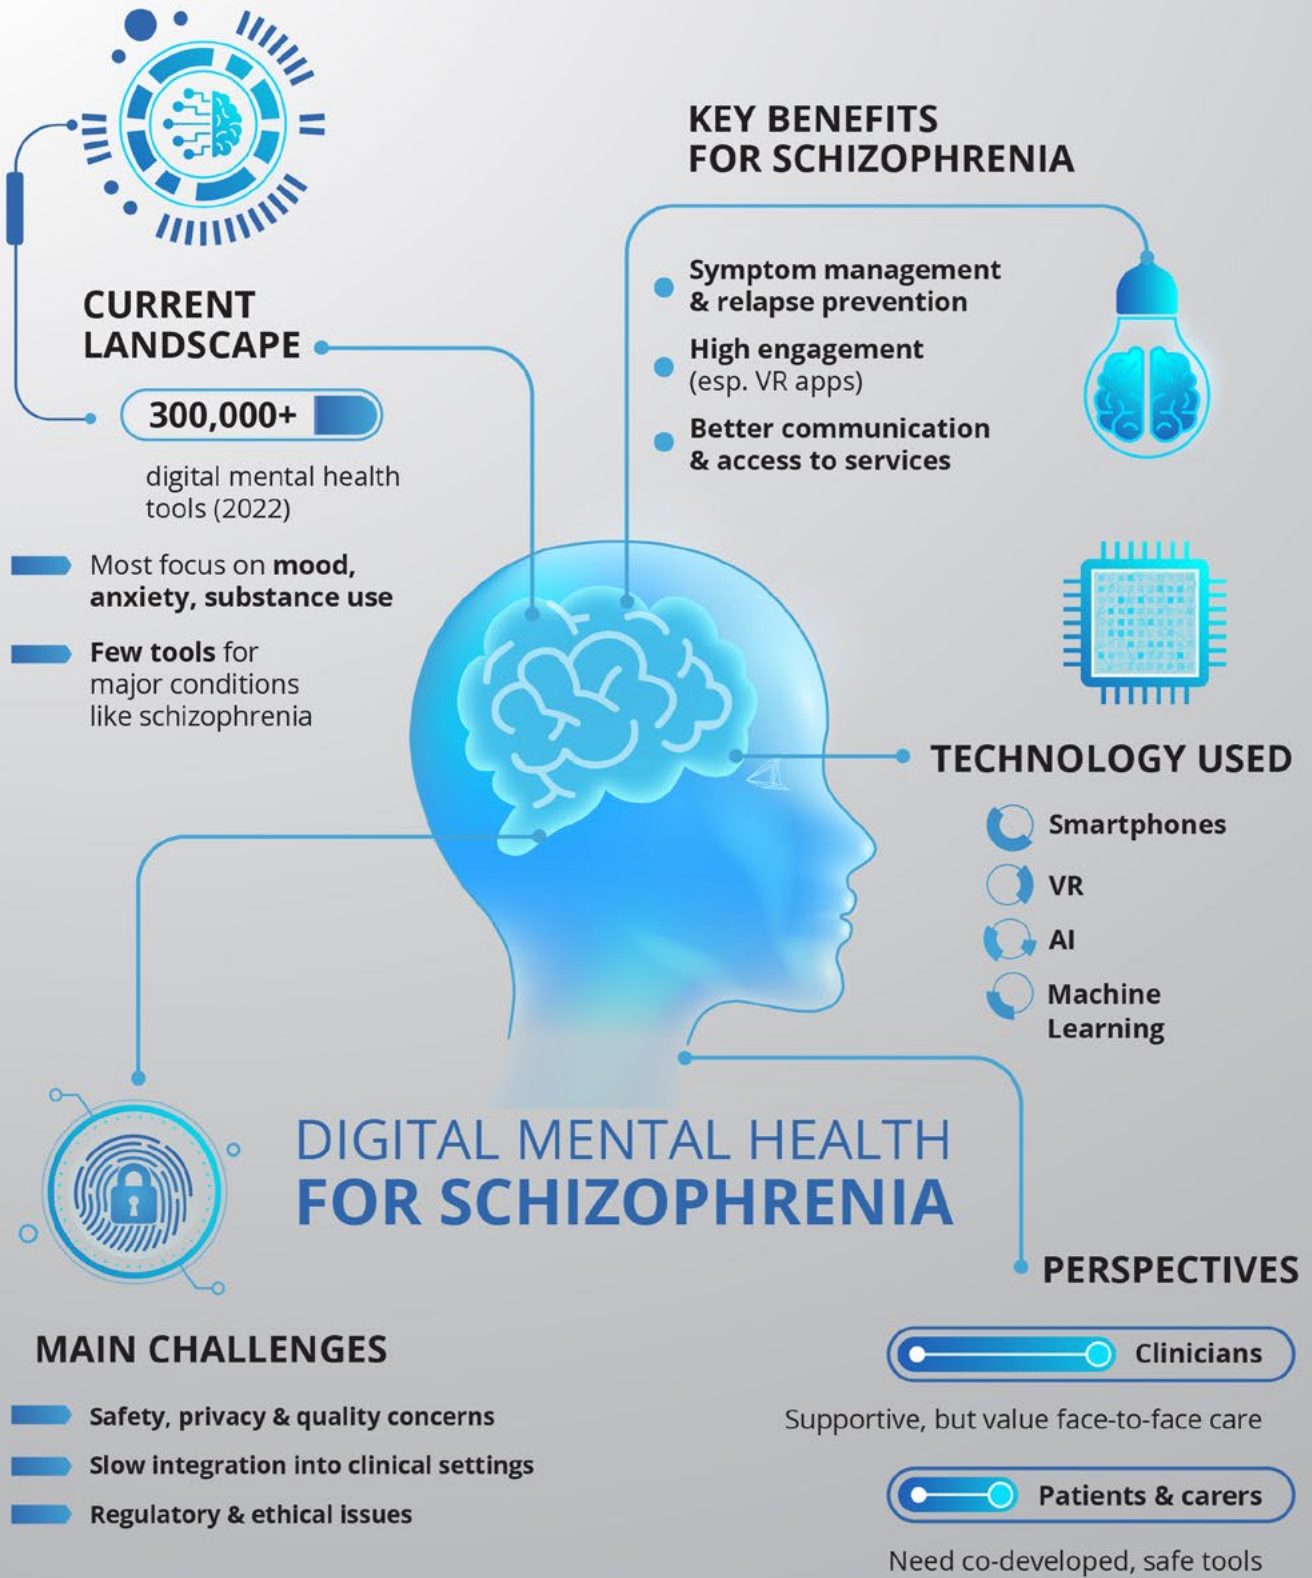 CURRENT
LANDSCAPE
300,000+
digital mental health
tools (2022)
Most focus on mood,
anxiety, substance use
Few tools for
major conditions
like schizophrenia
KEY BENEFITS
FOR SCHIZOPHRENIA
Symptom management
& relapse prevention
High engagement
(esp. VR apps)
Better communication
& access to services
TECHNOLOGY USED
Smartphones
VR
AI
Machine
Learning
DIGITAL MENTAL HEALTH
FOR SCHIZOPHRENIA
MAIN CHALLENGES
Safety, privacy & quality concerns
Slow integration into clinical settings
Regulatory & ethical issues
PERSPECTIVES
Clinicians
Supportive, but value face-to-face care
Patients & carers
Need co-developed, safe tools